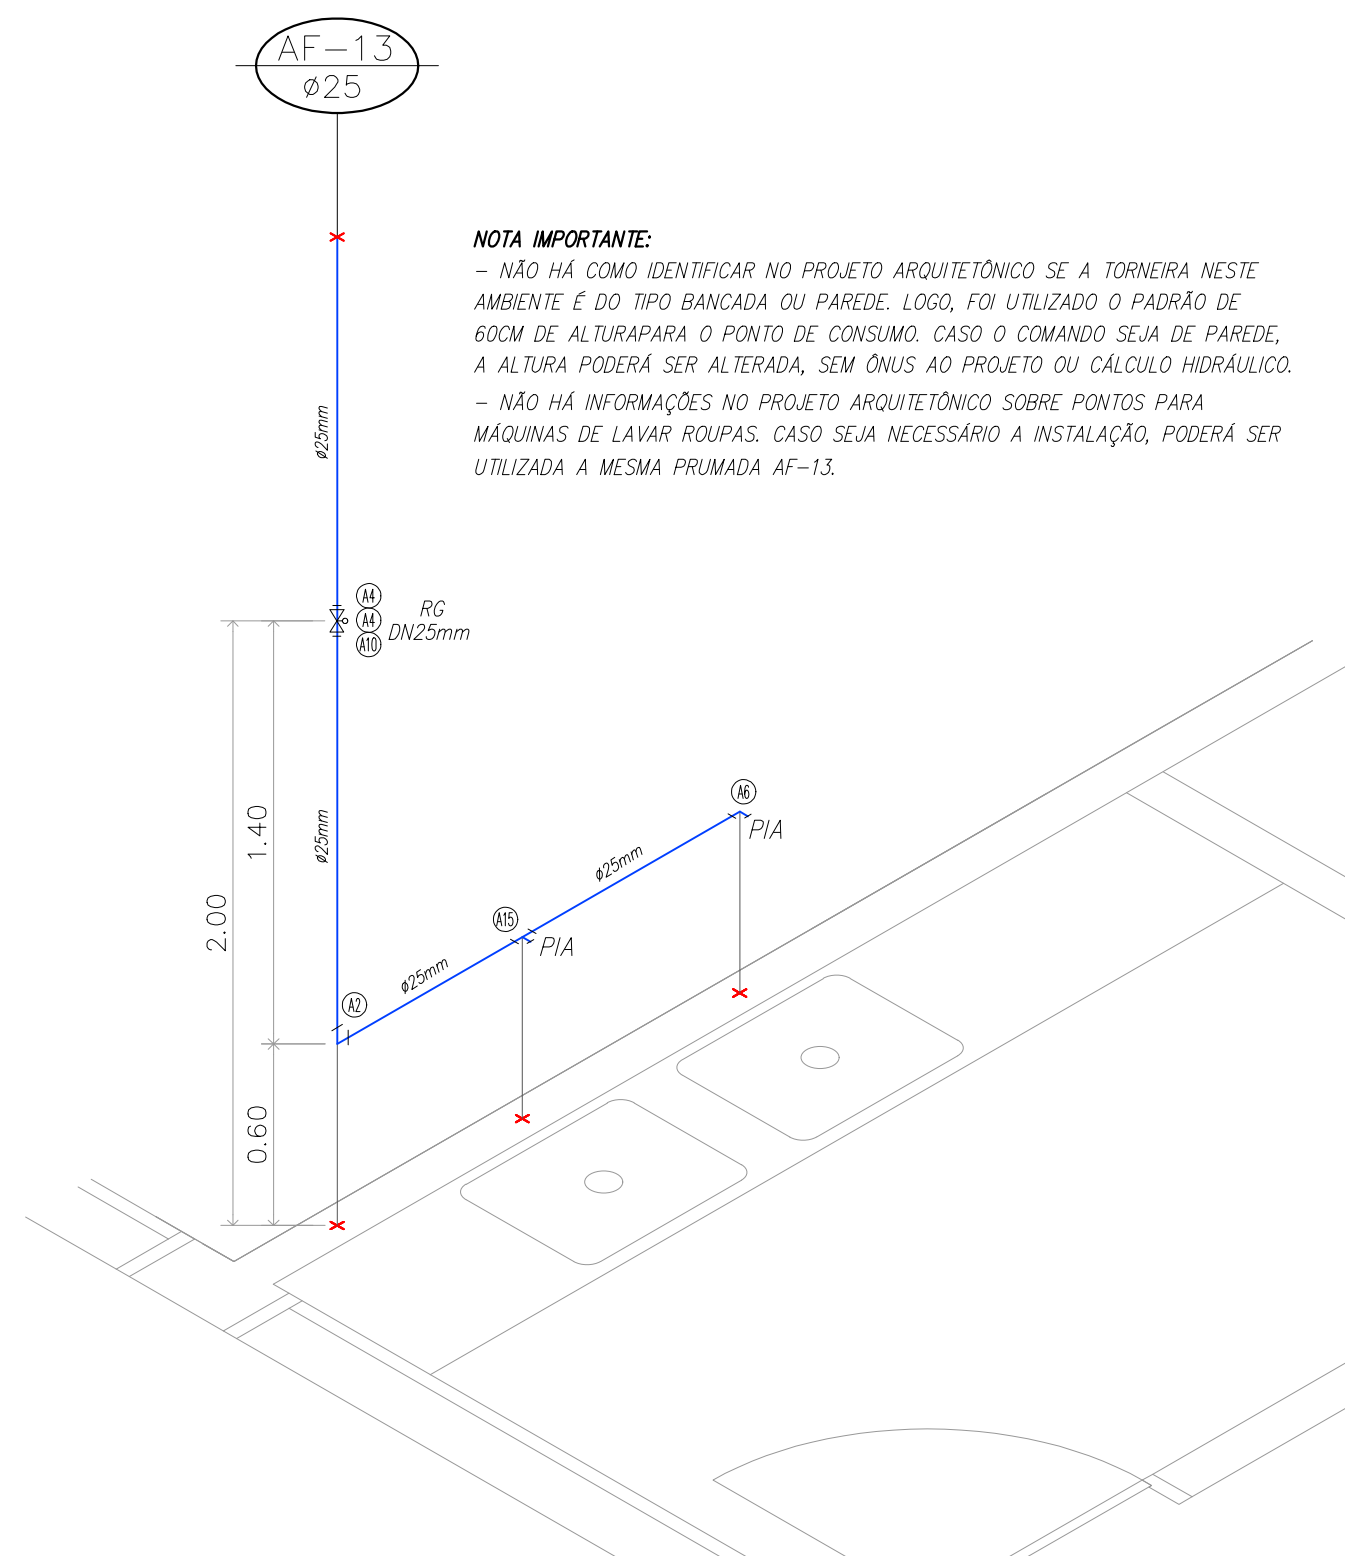 AF-13
ø25
NOTA IMPORTANTE:
- NÃO HÁ COMO IDENTIFICAR NO PROJETO ARQUITETÔNICO SE A TORNEIRA NESTE
AMBIENTE É DO TIPO BANCADA OU PAREDE. LOGO, FOI UTILIZADO O PADRÃO DE
60CM DE ALTURAPARA O PONTO DE CONSUMO. CASO O COMANDO SEJA DE PAREDE,
A ALTURA PODERÁ SER ALTERADA, SEM ÔNUS AO PROJETO OU CÁLCULO HIDRÁULICO.
- NÃO HÁ INFORMAÇÕES NO PROJETO ARQUITETÔNICO SOBRE PONTOS PARA
MÁQUINAS DE LAVAR ROUPAS. CASO SEJA NECESSÁRIO A INSTALAÇÃO, PODERÁ SER
UTILIZADA A MESMA PRUMADA AF-13.
ø25mm
A4
A4
A10
RG
DN25mm
A6
PIA
1.40
ø25mm
ø25mm
2.00
A15
PIA
ø25mm
A2
0.60